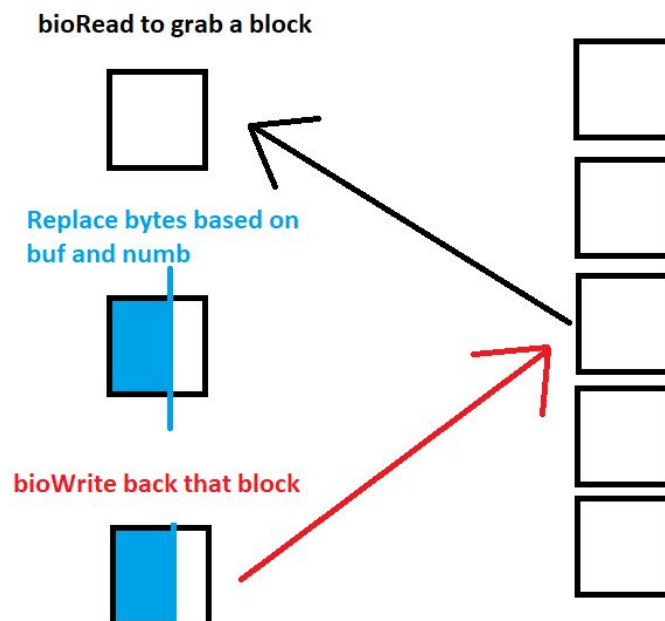 bioRead to grab a block
Replace bytes based on
buf and numb
bioWrite back that block